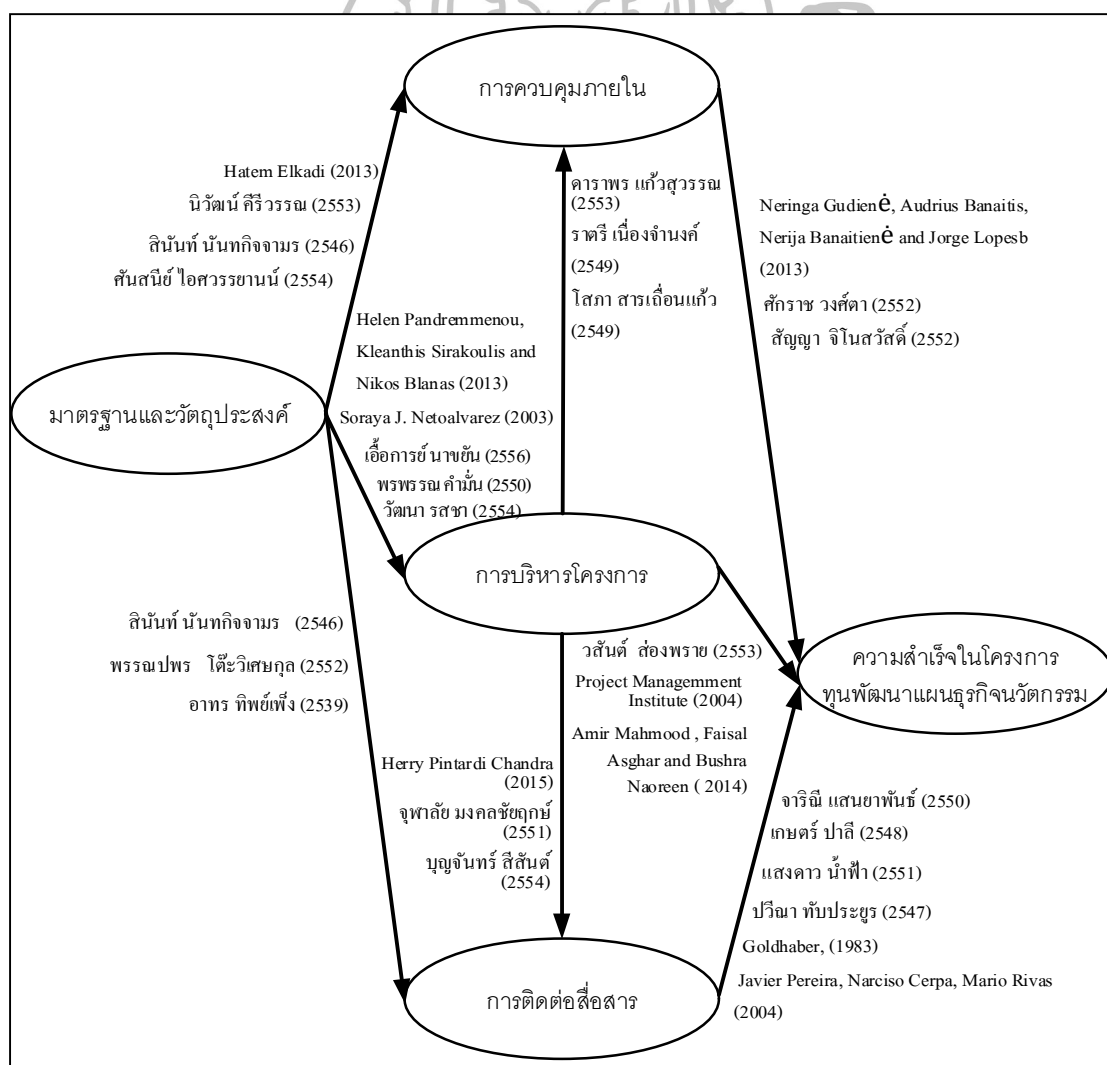 การควบคุมภายใน
Hatem Elkadi (2013)
นิวัฒน์ คีรีวรรณ (2553)
สินันท์ นันทกิจจามร (2546)
ศันสนีย์ ไอศวรรยานนท์ (2554)
ดาราพร แก้วสุวรรณ
(2553)
ราตรี เนื่องจำนงค์
(2549)
โสภา สารเถื่อนแก้ว
(2549)
Neringa Gudienė, Audrius Banaitis,
Nerija Banaitienė and Jorge Lopesb
(2013)
ศักราช วงศ์ตา (2552)
สัญญา จิโนสวัสดิ์ (2552)
Helen Pandremmenou,
Kleanthis Sirakoulis and
Nikos Blanas (2013)
Soraya J. Netoalvarez (2003)
เอื้อการย์ นาขยัน (2556)
พรพรรณ คำมั่น (2550)
วัฒนา รสชา (2554)
มาตรฐานและวัตถุประสงค์
การบริหารโครงการ
สินันท์ นันทกิจจามร (2546)
พรรณปพร โต๊ะวิเศษกุล (2552)
อาทร ทิพย์เพ็ง (2539)
วสันต์ ส่องพราย (2553)
Project Managemment
Institute (2004)
Amir Mahmood , Faisal
Asghar and Bushra
Naoreen ( 2014)
ความสำเร็จในโครงการ
ทุนพัฒนาแผนธุรกิจนวัตกรรม
Herry Pintardi Chandra
(2015)
จุฬาลัย มงคลชัยฤกษ์
(2551)
บุญจันทร์ สีสันต์
(2554)
จาริณี แสนยาพันธ์ (2550)
เกษตร์ ปาลี (2548)
แสงดาว น้ำฟ้า (2551)
ปวีณา ทับประยูร (2547)
Goldhaber, (1983)
Javier Pereira, Narciso Cerpa, Mario Rivas
(2004)
การติดต่อสื่อสาร